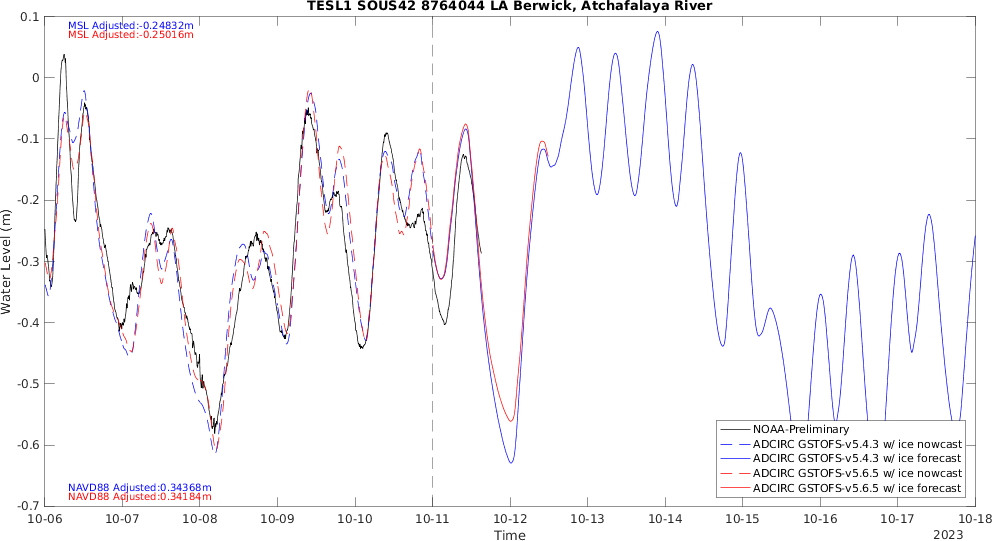 TESL1 SOUS42 8764044 LA Berwick, Atchafalaya River
MSL Adjusted:-0.24832m
MSL Adjusted:-0.25016m
0.1
0
-0.1
-0.2
-0.3
-0.4
-0.5
-0.6
-0.7
Water Level (m)
NAVD88 Adjusted:0.34368m
NAVD88 Adjusted:0.34184m
NOAA-Preliminary
ADCIRC GSTOFS-v5.4.3 w/ ice nowcast
ADCIRC GSTOFS-v5.4.3 w/ ice forecast
ADCIRC GSTOFS-v5.6.5 w/ ice nowcast
ADCIRC GSTOFS-v5.6.5 w/ ice forecast
10-06 10-07 10-08 10-09 10-10 10-11 10-12 10-13 10-14 10-15 10-16 10-17 10-18
Time
2023